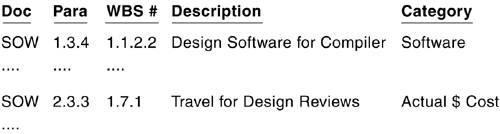 Doc Para WBS # Description Category
SOW 1.3.4 1.1.2.2 Design Software for Compiler Software
.... .... ....
SOW 2.3.3 1.7.1 Travel for Design Reviews Actual $ Cost
....